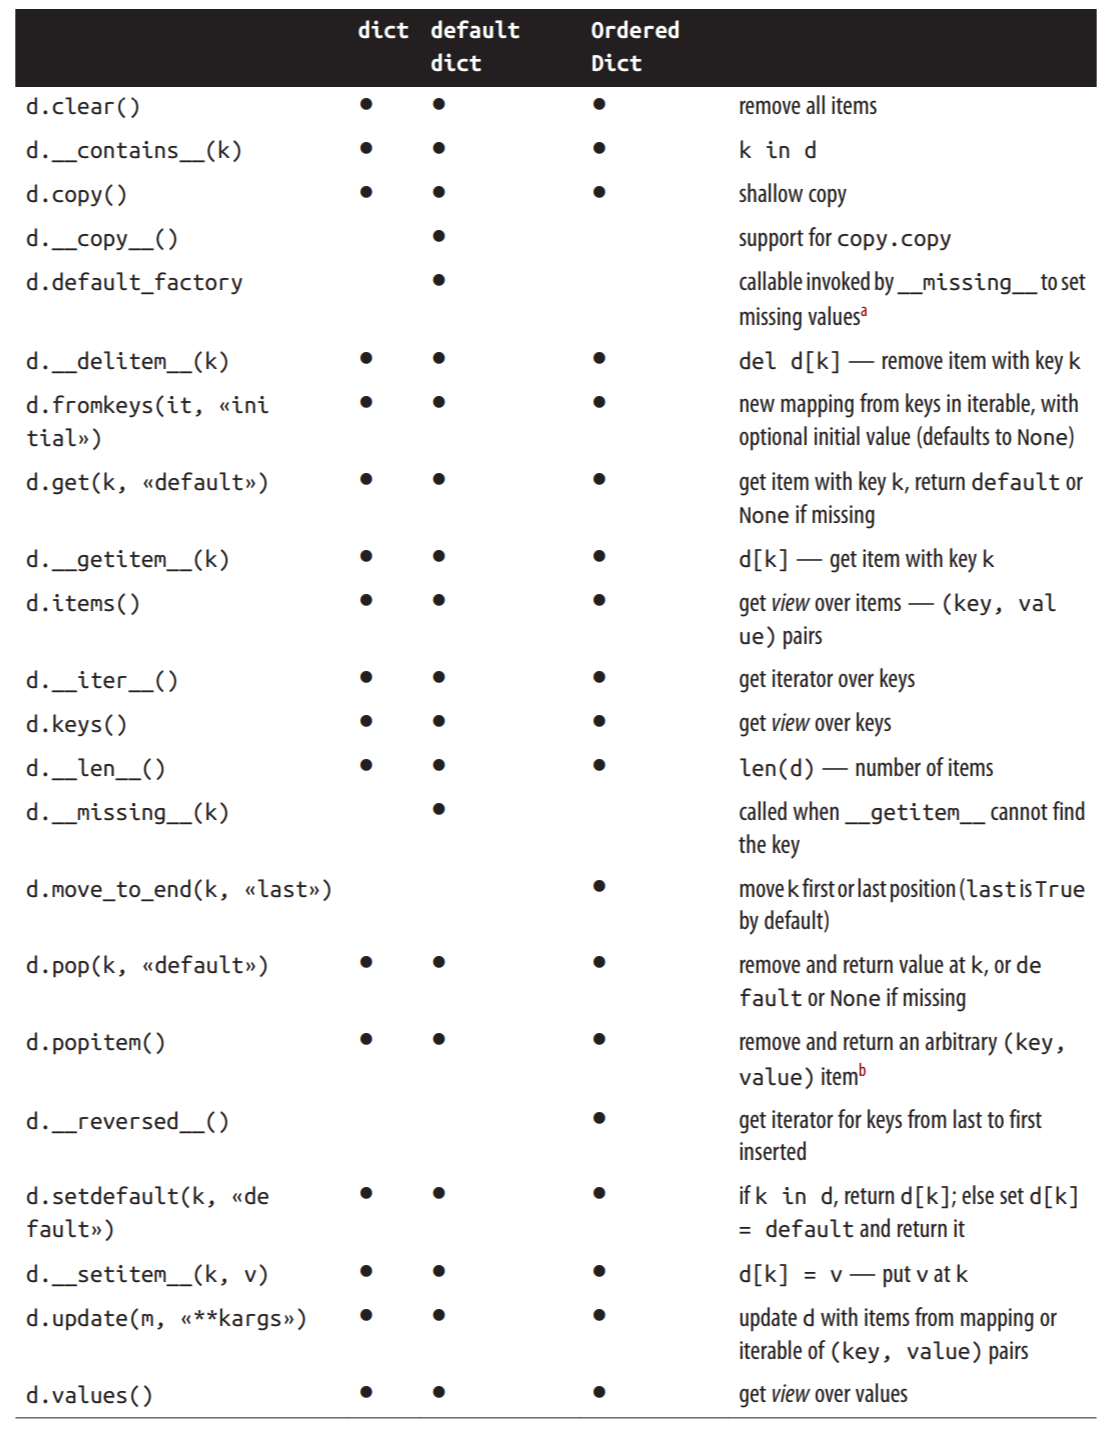 dict default Ordered
dict Dict
d.clear() ● ● ● remove all items
d.__contains__(k) ● ● ● k in d
d.copy() ● ● ● shallow copy
d.__copy__() ● support for copy.copy
d.default_factory ● callable invoked by __missing__ to set
missing valuesa
d.__delitem__(k) ● ● ● del d[k] — remove item with key k
d.fromkeys(it, «ini ● ● ● new mapping from keys in iterable, with
tial») optional initial value (defaults to None)
d.get(k, «default») ● ● ● get item with key k, return default or
None if missing
d.__getitem__(k) ● ● ● d[k] — get item with key k
d.items() ● ● ● get view over items — (key, val
ue) pairs
d.__iter__() ● ● ● get iterator over keys
d.keys() ● ● ● get view over keys
d.__len__() ● ● ● len(d) — number of items
d.__missing__(k) ● called when __getitem__ cannot find
the key
d.move_to_end(k, «last») ● move k first or last position (last is True
by default)
d.pop(k, «default») ● ● ● remove and return value at k, or de
fault or None if missing
d.popitem() ● ● ● remove and return an arbitrary (key,
value) itemb
d.__reversed__() ● get iterator for keys from last to first
inserted
d.setdefault(k, «de ● ● ● if k in d, return d[k]; else set d[k]
fault») = default and return it
d.__setitem__(k, v) ● ● ● d[k] = v — put v at k
d.update(m, «**kargs») ● ● ● update d with items from mapping or
iterable of (key, value) pairs
d.values() ● ● ● get view over values